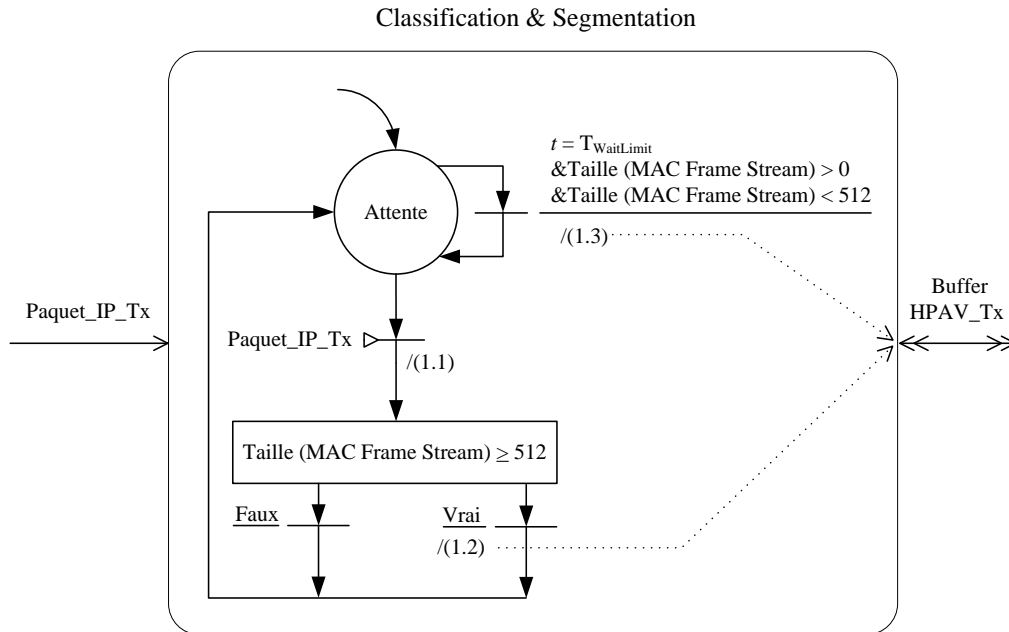 Classification & Segmentation
t = T_WaitLimit
&Taille (MAC Frame Stream) > 0
&Taille (MAC Frame Stream) < 512
/(1.3)
Attente
Paquet_IP_Tx
Buffer
HPAV_Tx
Paquet_IP_Tx
/(1.1)
Taille (MAC Frame Stream) ≥ 512
Faux
Vrai
/(1.2)